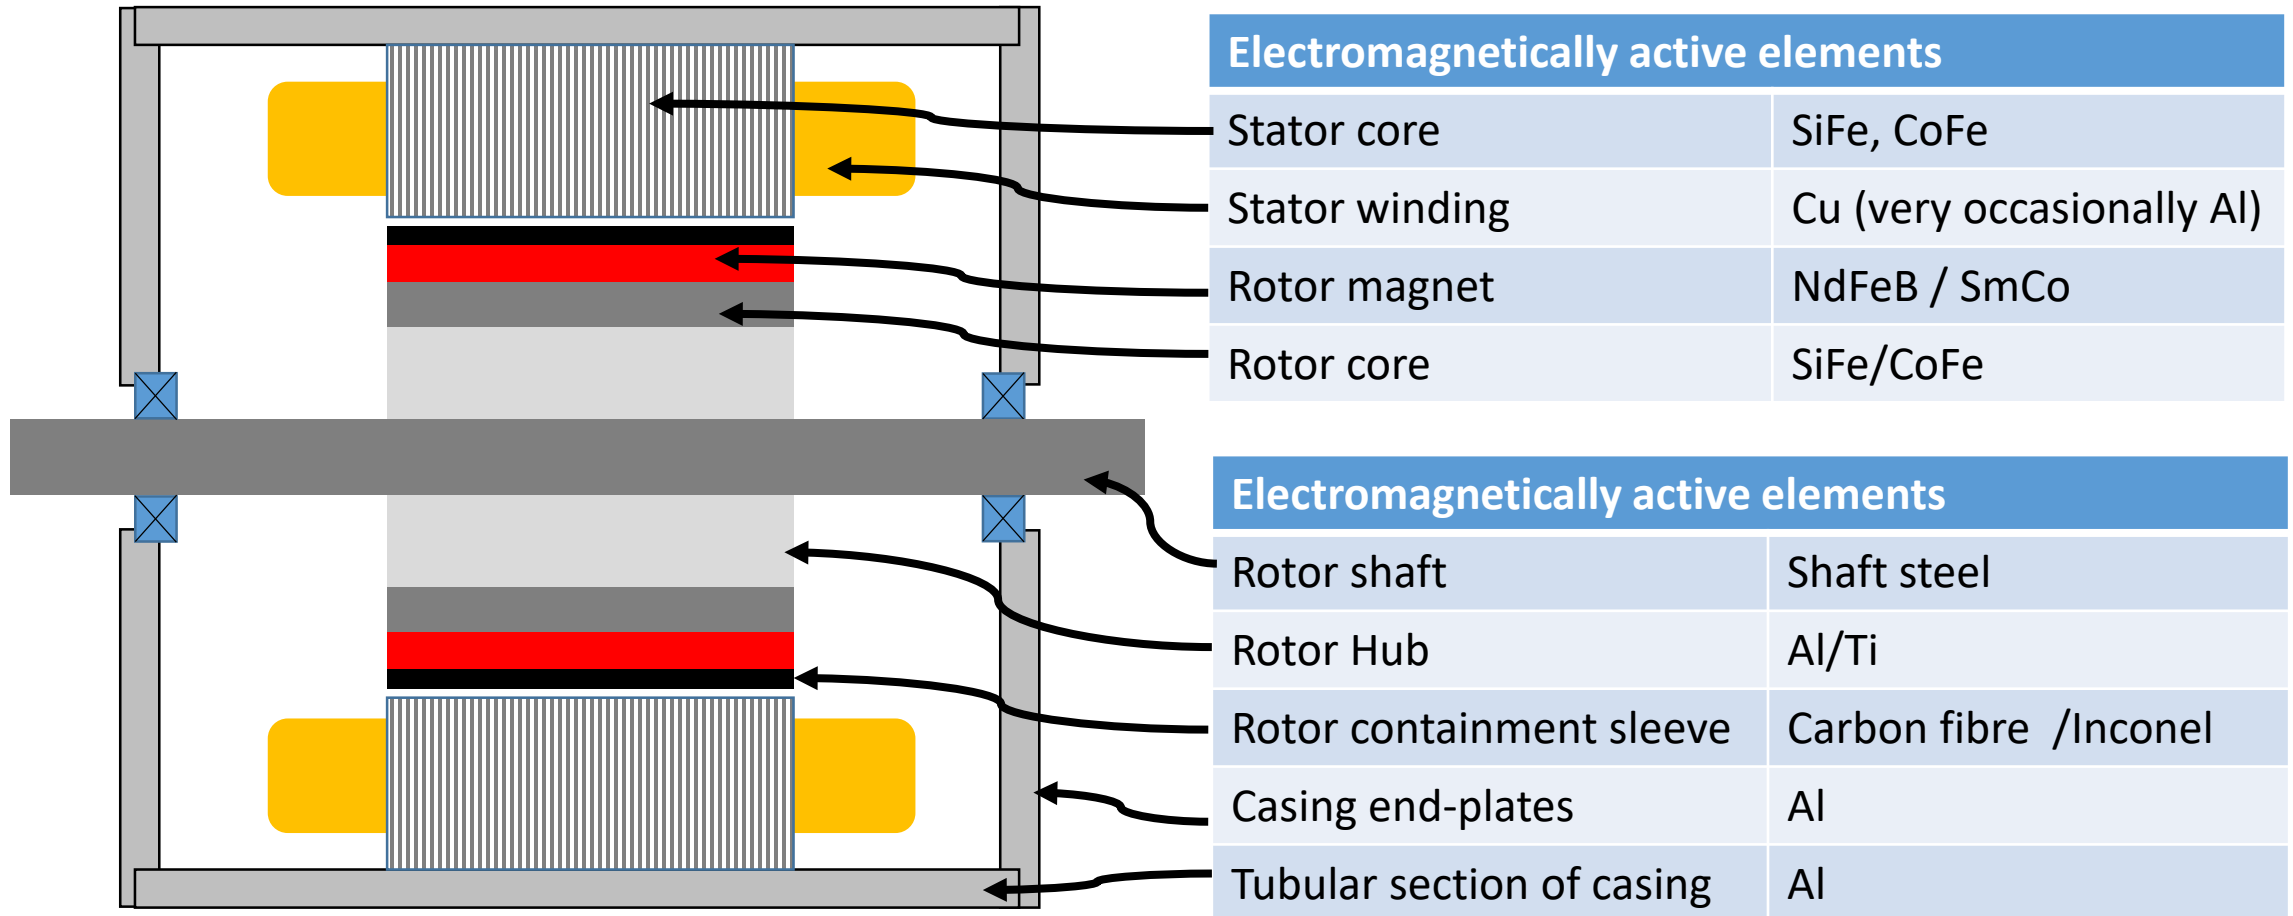 Electromagnetically active elements
Stator core SiFe, CoFe
Stator winding Cu (very occasionally Al)
Rotor magnet NdFeB / SmCo
Rotor core SiFe/CoFe
Electromagnetically active elements
Rotor shaft Shaft steel
Rotor Hub Al/Ti
Rotor containment sleeve Carbon fibre /Inconel
Casing end-plates Al
Tubular section of casing Al